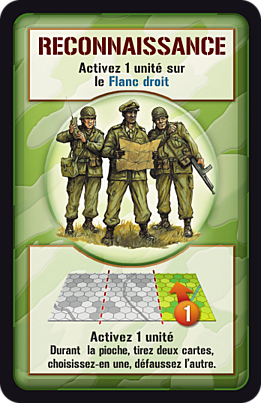 RECONNAISSANCE
Activez 1 unité sur
le Flanc droit
1
Activez 1 unité
Durant la pioche, tirez deux cartes,
choisissez-en une, défaussez l'autre.